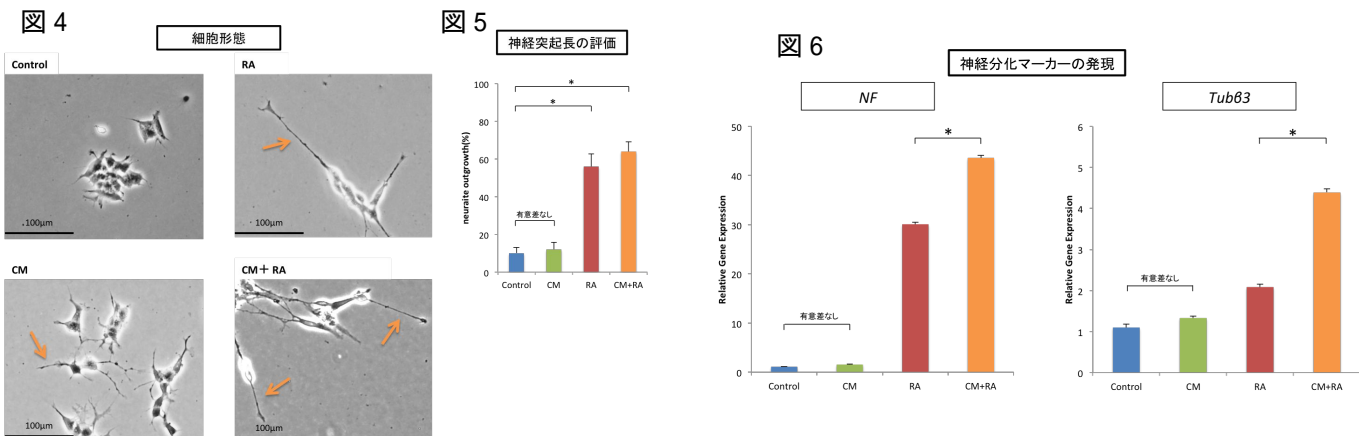 図 4
細胞形態
Control
RA
100μm
100μm
CM
CM+ RA
100μm
100μm
図 5
神経突起長の評価
neuraite outgrowth(%)
100
80
60
40
20
0
*
*
有意差なし
Control CM RA CM+RA
図 6
神経分化マーカーの発現
NF
Relative Gene Expression
50
40
30
20
10
0
*
有意差なし
Control CM RA CM+RA
Tubβ3
Relative Gene Expression
6
5
4
3
2
1
0
*
有意差なし
Control CM RA CM+RA